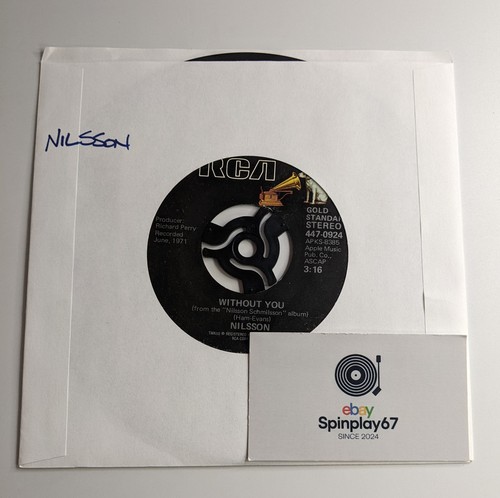 NILSSON
RCA
GOLD
STANDA
STEREO
447-0924
APKS-8385
Apple Music
Pub. Co.,
ASCAP
3:16
Producer:
Richard Perry
Recorded
June, 1971
WITHOUT YOU
(from the "Nilsson Schmilsson" album)
(Ham-Evans)
NILSSON
ebay
Spinplay67
SINCE 2024